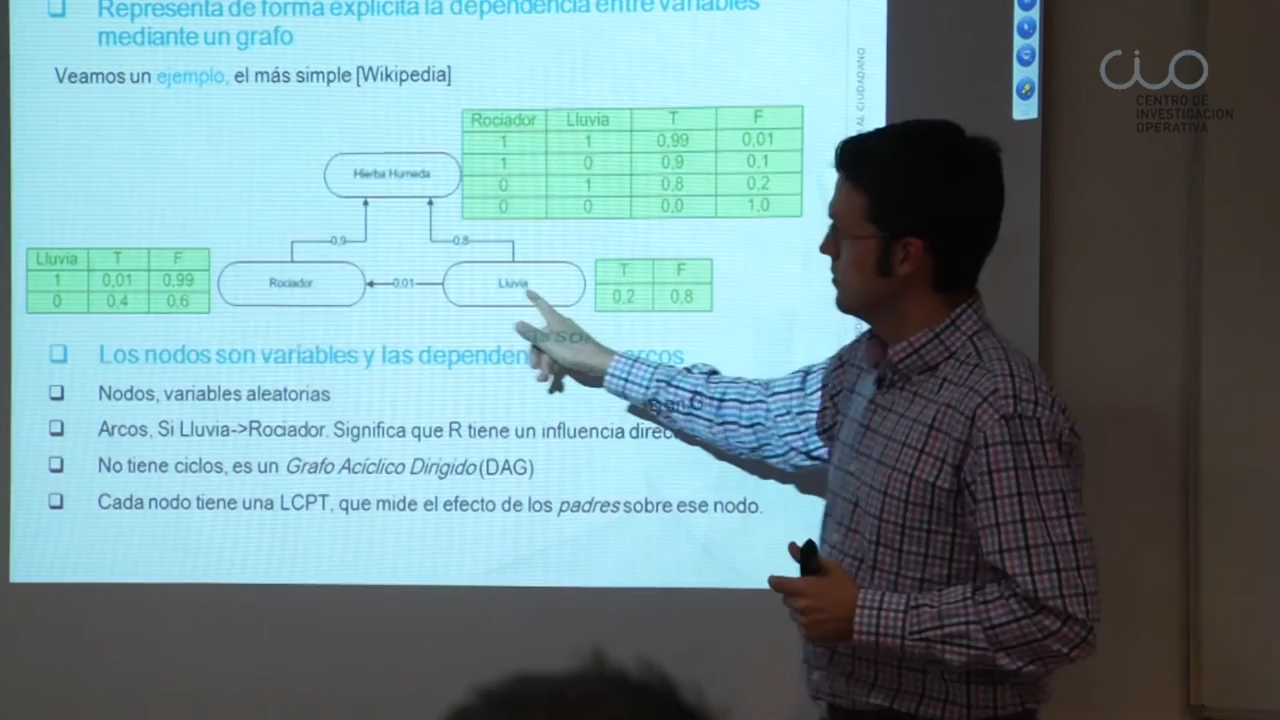 Representa de forma explícita la dependencia entre variables
mediante un grafo
Veamos un ejemplo, el más simple [Wikipedia]
Rociador Lluvia T F
1 1 0,99 0,01
1 0 0,9 0,1
0 1 0,8 0,2
0 0 0,0 1,0
Hierba Humeda
0.9
0.8
Lluvia T F
1 0,01 0,99
0 0,4 0,6
Rociador
0.01
Lluvia
T F
0.2 0,8
Los nodos son variables y las dependen arcos
Nodos, variables aleatorias
Arcos, Si Lluvia->Rociador. Significa que R tiene un influencia direc
No tiene ciclos, es un Grafo Acíclico Dirigido (DAG)
Cada nodo tiene una LCPT, que mide el efecto de los padres sobre ese nodo.
AL CIUDADANO
CIO
CENTRO DE
INVESTIGACION
OPERATIVA